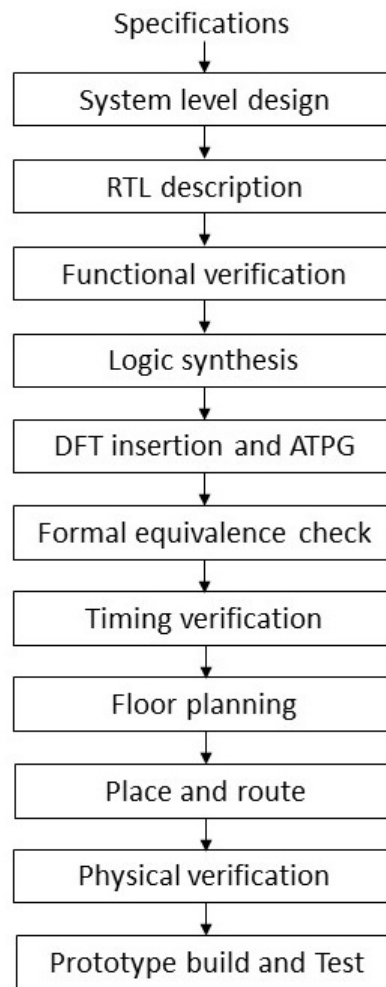 Specifications
System level design
RTL description
Functional verification
Logic synthesis
DFT insertion and ATPG
Formal equivalence check
Timing verification
Floor planning
Place and route
Physical verification
Prototype build and Test